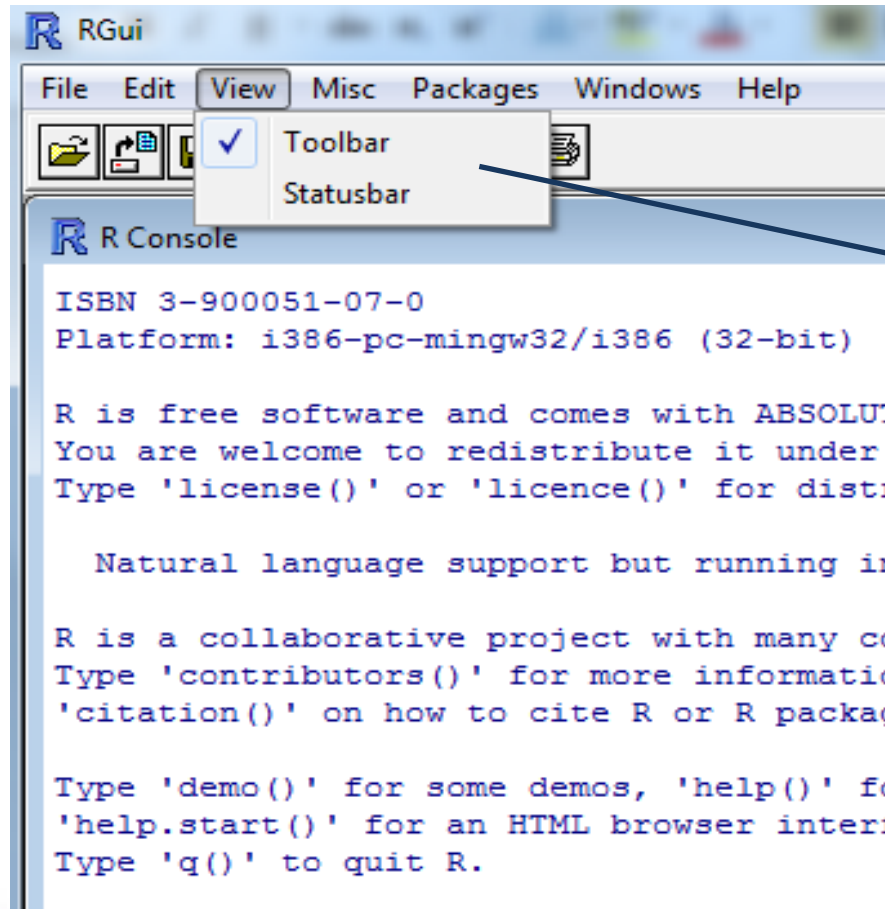 RGui
File Edit View Misc Packages Windows Help
Toolbar
Statusbar
R Console
ISBN 3-900051-07-0
Platform: i386-pc-mingw32/i386 (32-bit)
R is free software and comes with
You are welcome to redistribute it under
Type 'license()' or 'licence()' for
Natural language support but running
R is a collaborative project with many
Type 'contributors()' for more
'citation()' on how to cite R or R
Type 'demo()' for some demos, 'help()'
'help.start()' for an HTML browser
Type 'q()' to quit R.